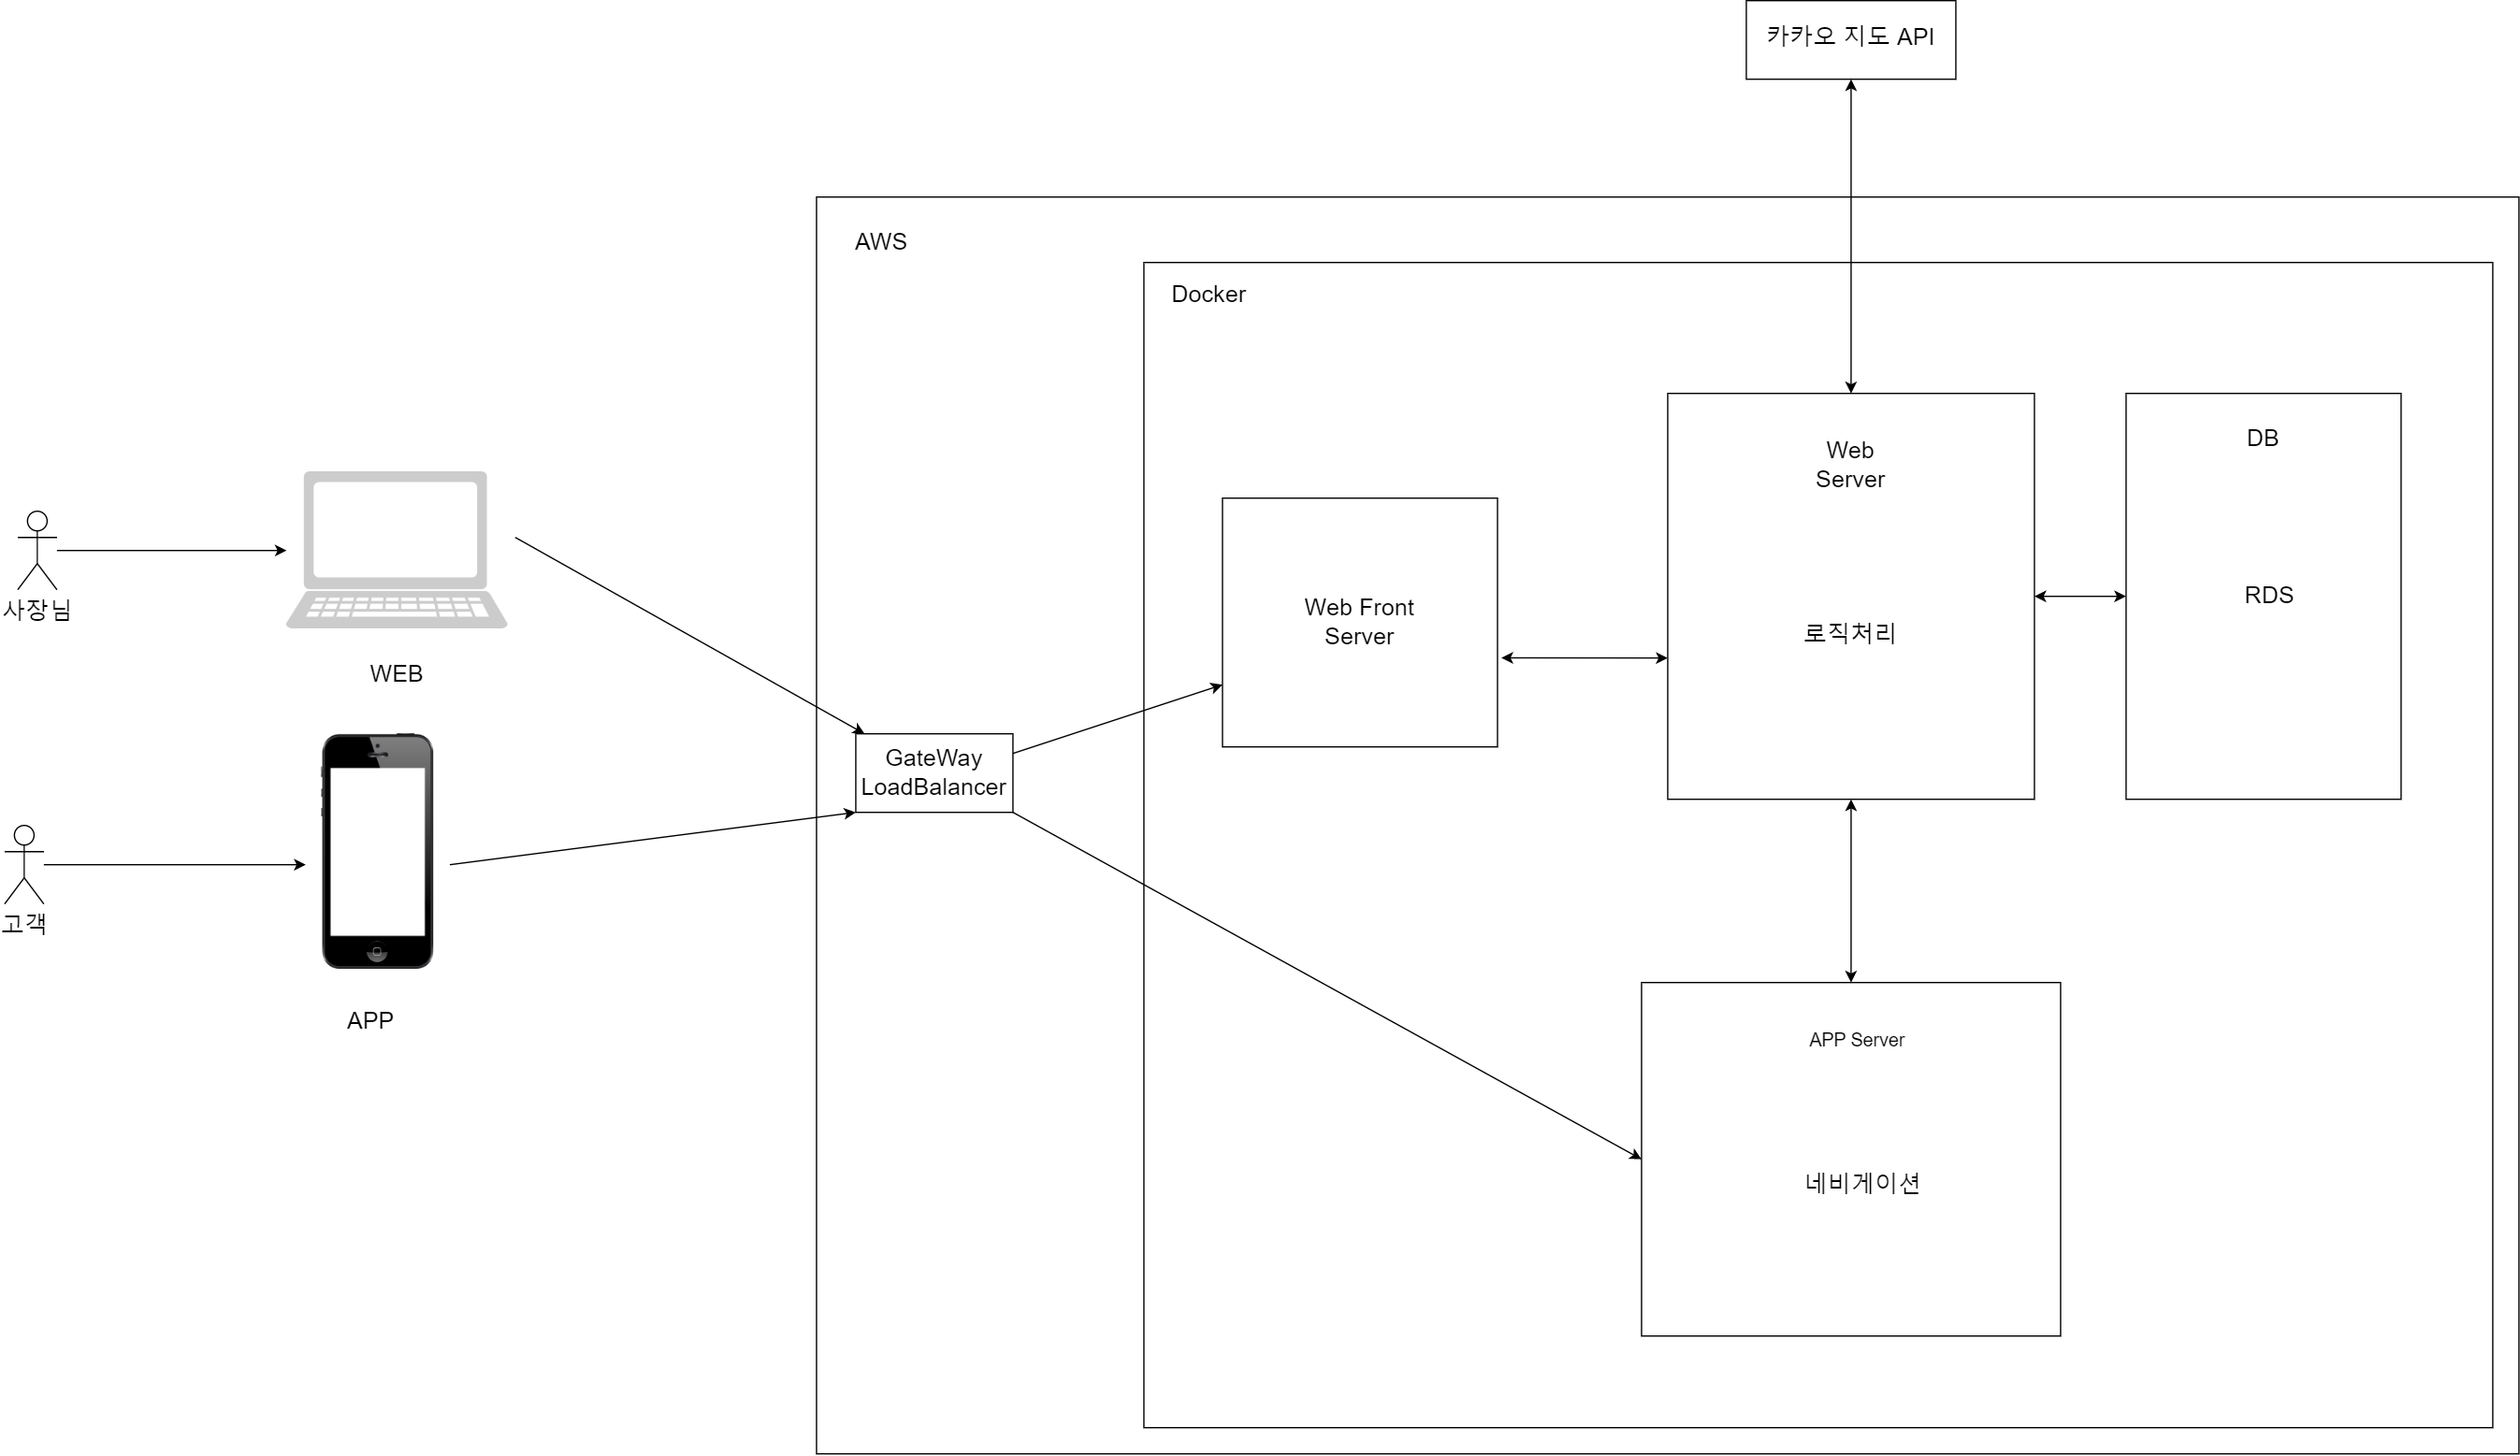 카카오 지도 API
AWS
Docker
사장님
WEB
고객
APP
GateWay
LoadBalancer
Web Front
Server
Web
Server
로직처리
DB
RDS
APP Server
네비게이션